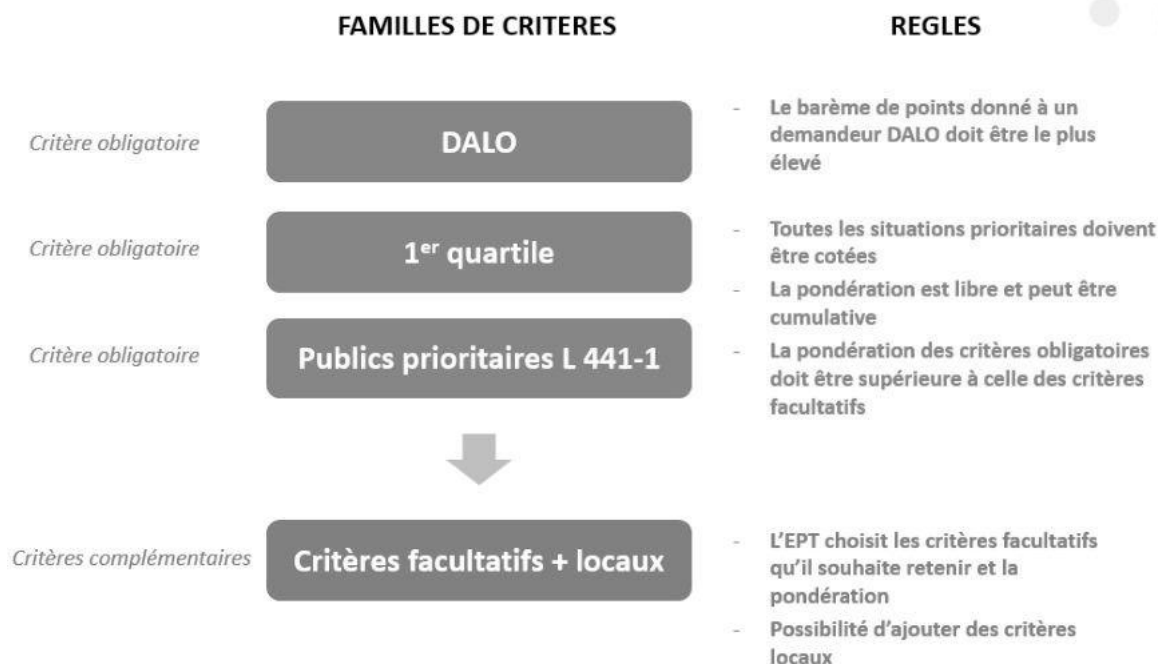 FAMILLES DE CRITERES
REGLES
Critère obligatoire
DALO
- Le barème de points donné à un
demandeur DALO doit être le plus
élevé
Critère obligatoire
1er quartile
- Toutes les situations prioritaires doivent
être cotées
- La pondération est libre et peut être
cumulative
Critère obligatoire
Publics prioritaires L 441-1
- La pondération des critères obligatoires
doit être supérieure à celle des critères
facultatifs
Critères complémentaires
Critères facultatifs + locaux
- L'EPT choisit les critères facultatifs
qu'il souhaite retenir et la
pondération
- Possibilité d'ajouter des critères
locaux